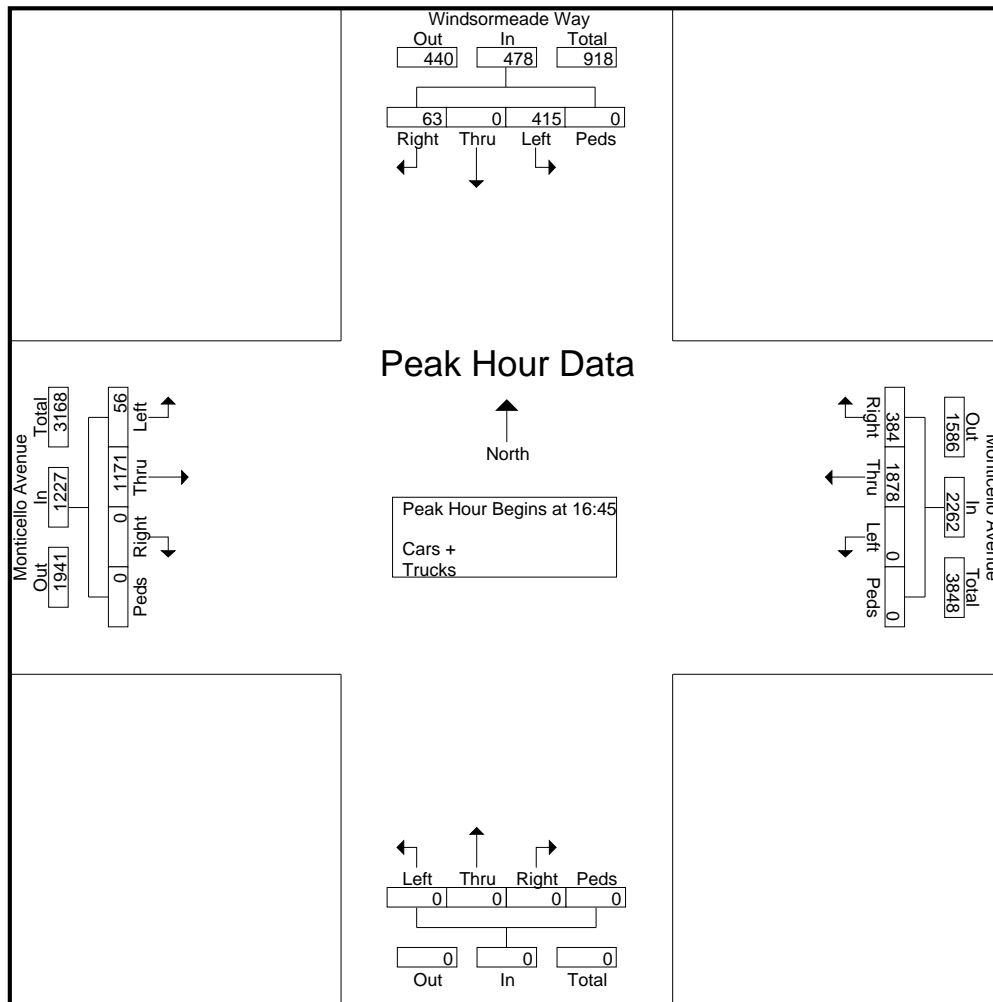 Windsormeade Way
Out In Total
440 478 918
63 0 415 0
Right Thru Left Peds
Peak Hour Data
North
Peak Hour Begins at 16:45
Cars +
Trucks
Monticello Avenue
Total In Out
3168 1227 1941
56 1171 0 0
Left Thru Right Peds
Monticello Avenue
Out In Total
1586 2262 3848
384 1878 0 0
Right Thru Left Peds
Left Thru Right Peds
0 0 0 0
0 0 0
Out In Total